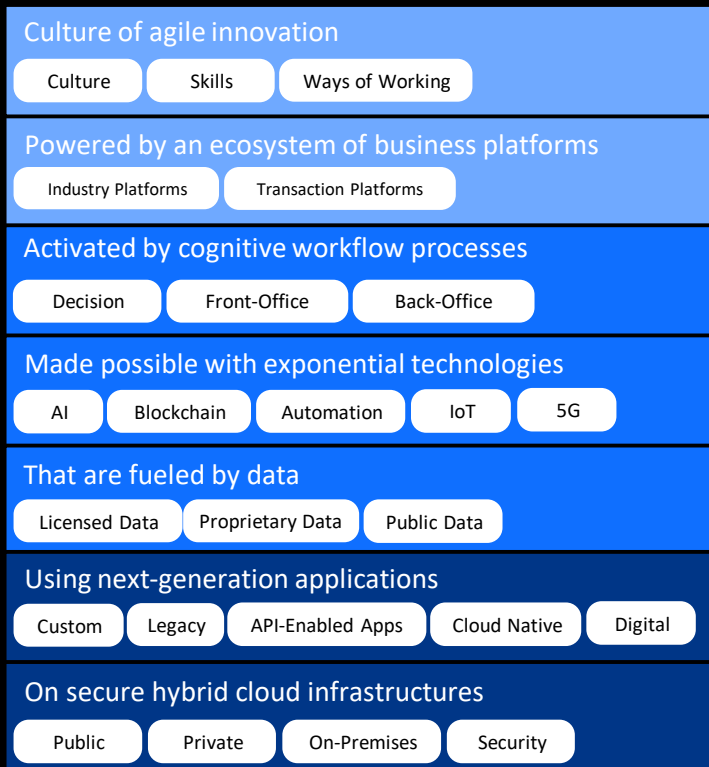 Culture of agile innovation
Culture Skills Ways of Working
Powered by an ecosystem of business platforms
Industry Platforms Transaction Platforms
Activated by cognitive workflow processes
Decision Front-Office Back-Office
Made possible with exponential technologies
AI Blockchain Automation IoT 5G
That are fueled by data
Licensed Data Proprietary Data Public Data
Using next-generation applications
Custom Legacy API-Enabled Apps Cloud Native Digital
On secure hybrid cloud infrastructures
Public Private On-Premises Security